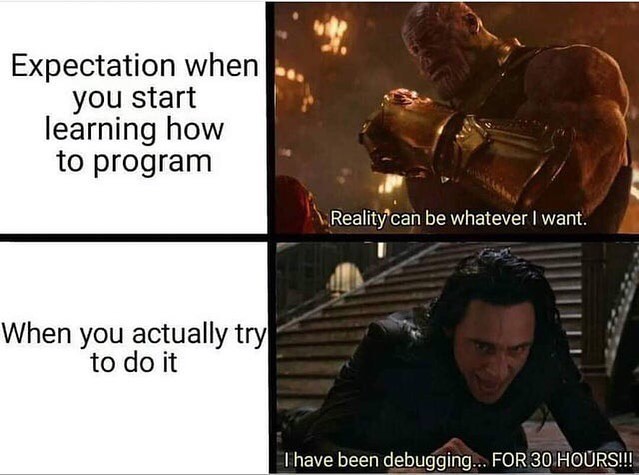 Expectation when
you start
learning how
to program
Reality can be whatever I want.
When you actually try
to do it
I have been debugging... FOR 30 HOURS!!!